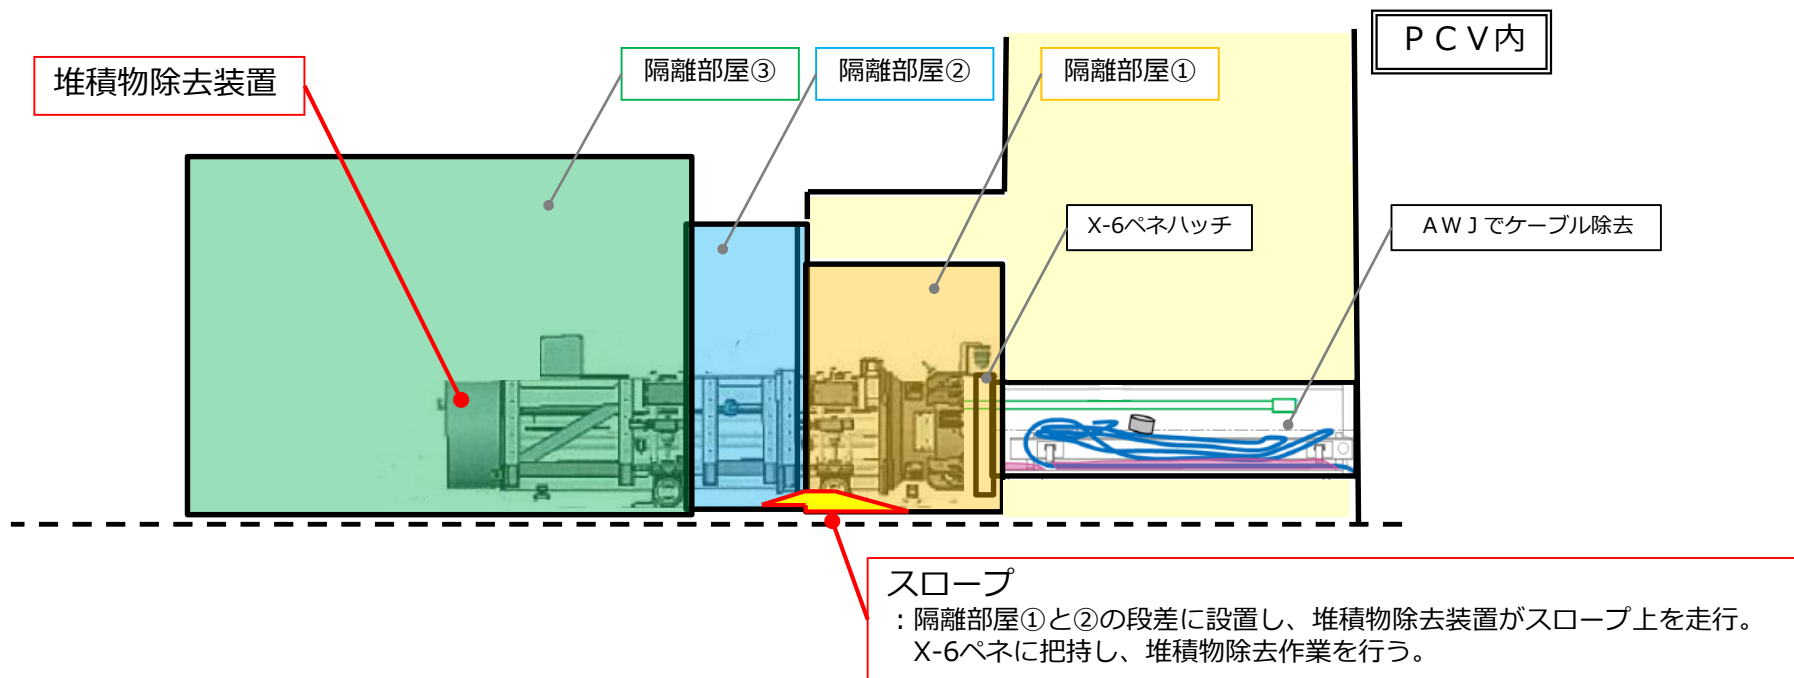 ＰＣＶ内
堆積物除去装置
隔離部屋③
隔離部屋②
隔離部屋①
X-6ペネハッチ
ＡＷＪでケーブル除去
スロープ
：隔離部屋①と②の段差に設置し、堆積物除去装置がスロープ上を走行。
X-6ペネに把持し、堆積物除去作業を行う。